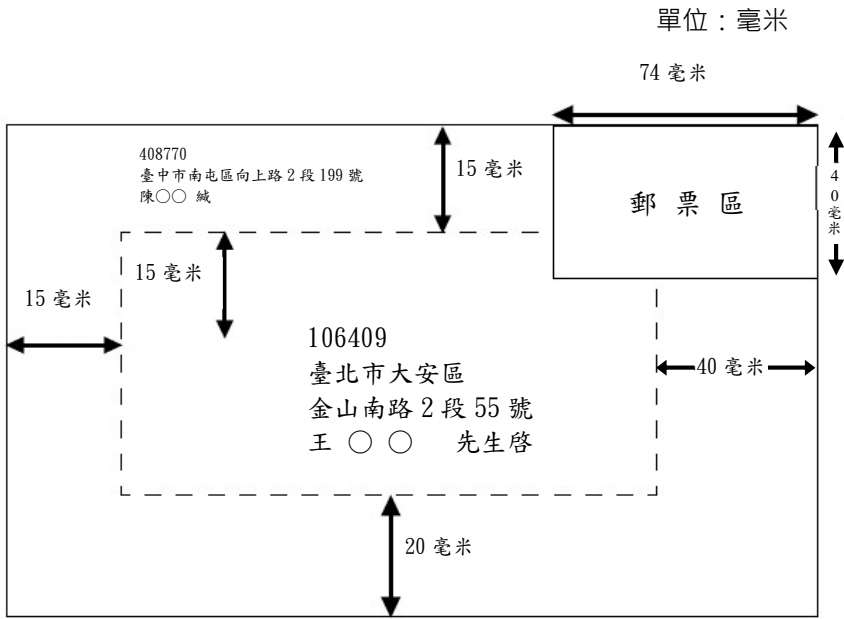 單位：毫米
74 毫米
408770
臺中市南屯區向上路 2 段 199 號
陳○○ 緘
15 毫米
郵 票 區
40毫米
15 毫米
15 毫米
106409
臺北市大安區
金山南路 2 段 55 號
王 ○ ○ 先生啓
40 毫米
20 毫米